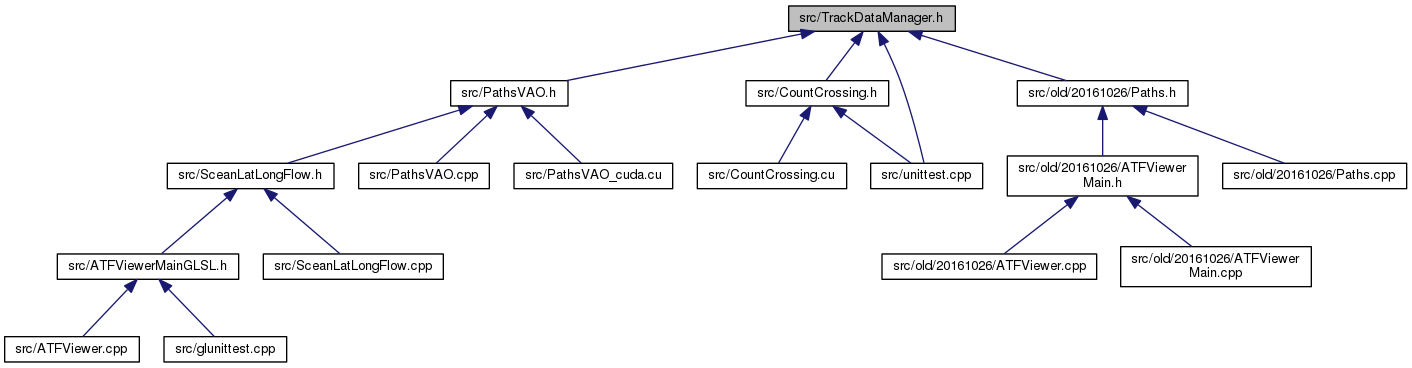 src/TrackDataManager.h
src/PathsVAO.h
src/CountCrossing.h
src/old/20161026/Paths.h
src/SceanLatLongFlow.h
src/PathsVAO.cpp
src/PathsVAO_cuda.cu
src/CountCrossing.cu
src/unittest.cpp
src/old/20161026/ATFViewer
Main.h
src/old/20161026/Paths.cpp
src/ATFViewerMainGLSL.h
src/SceanLatLongFlow.cpp
src/old/20161026/ATFViewer.cpp
src/old/20161026/ATFViewer
Main.cpp
src/ATFViewer.cpp
src/glunittest.cpp